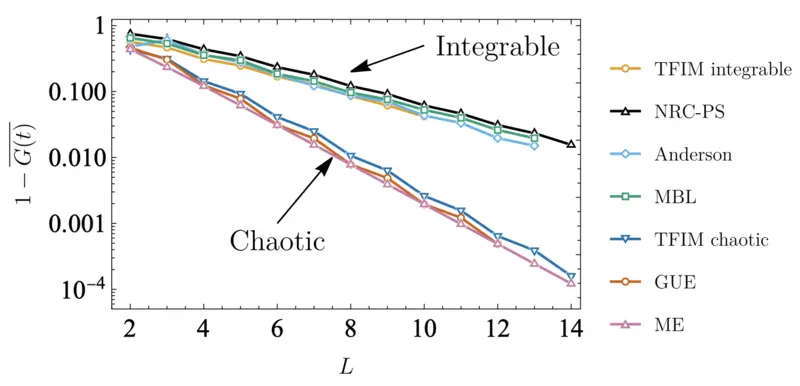 1
0.100
0.010
0.001
10⁻⁴
1 − G(t)
2 4 6 8 10 12 14
L
Integrable
Chaotic
TFIM integrable
NRC-PS
Anderson
MBL
TFIM chaotic
GUE
ME